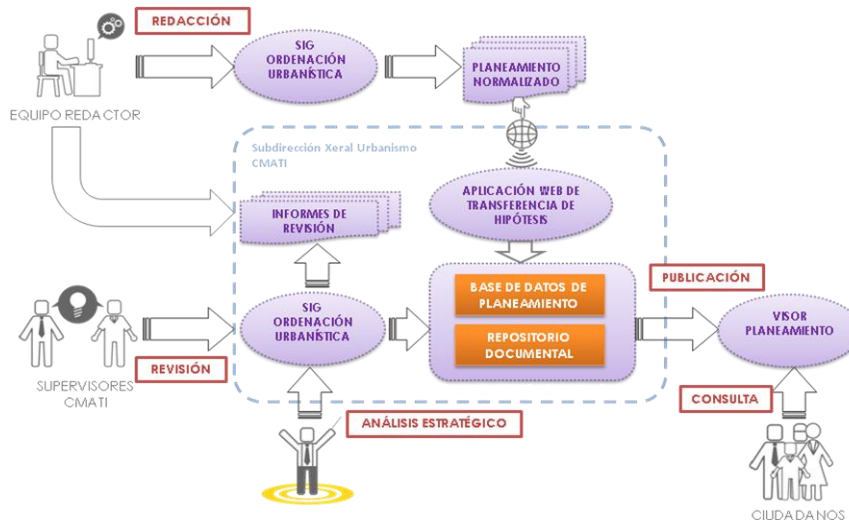 REDACCIÓN
SIG
ORDENACIÓN
URBANÍSTICA
PLANEAMIENTO
NORMALIZADO
EQUIPO REDACTOR
Subdirección Xeral Urbanismo
CMATI
APLICACIÓN WEB DE
TRANSFERENCIA DE
HIPÓTESIS
INFORMES DE
REVISIÓN
BASE DE DATOS DE
PLANEAMIENTO
REPOSITORIO
DOCUMENTAL
PUBLICACIÓN
SIG
ORDENACIÓN
URBANÍSTICA
VISOR
PLANEAMIENTO
REVISIÓN
SUPERVISORES
CMATI
CONSULTA
ANÁLISIS ESTRATÉGICO
CIUDADANOS